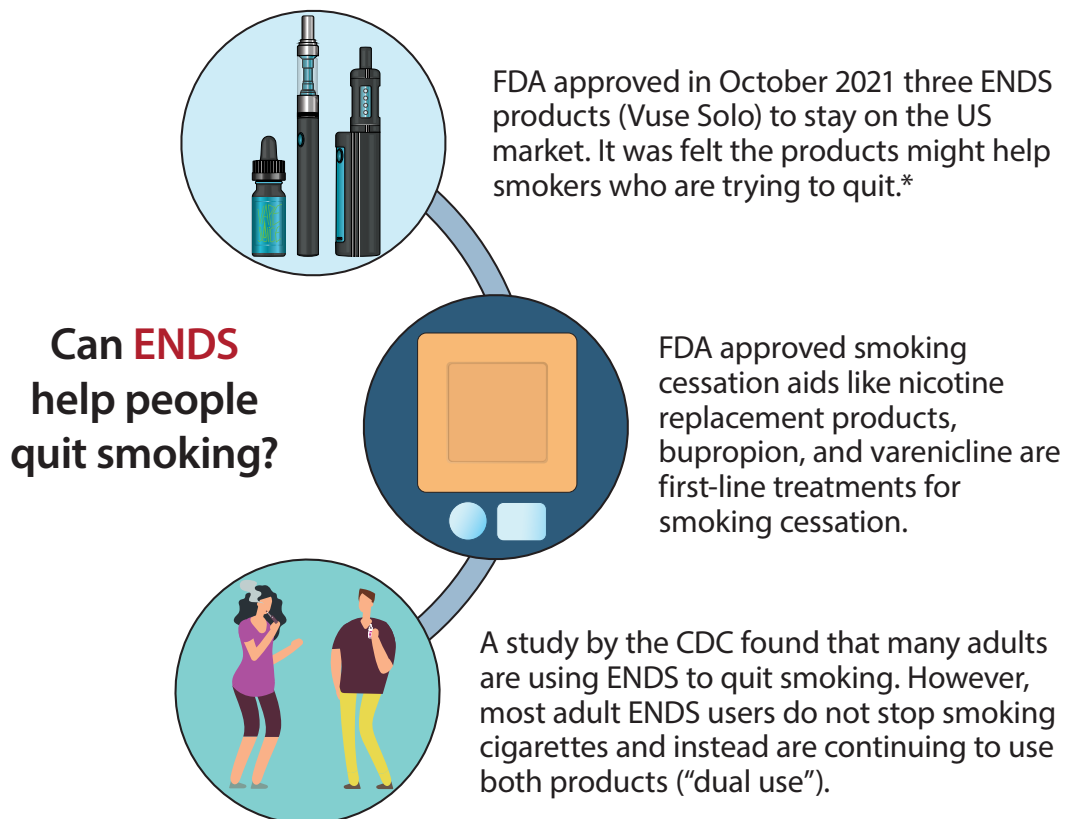 FDA approved in October 2021 three ENDS
products (Vuse Solo) to stay on the US
market. It was felt the products might help
smokers who are trying to quit.*
Can ENDS
help people
quit smoking?
FDA approved smoking
cessation aids like nicotine
replacement products,
bupropion, and varenicline are
first-line treatments for
smoking cessation.
A study by the CDC found that many adults
are using ENDS to quit smoking. However,
most adult ENDS users do not stop smoking
cigarettes and instead are continuing to use
both products (“dual use”).